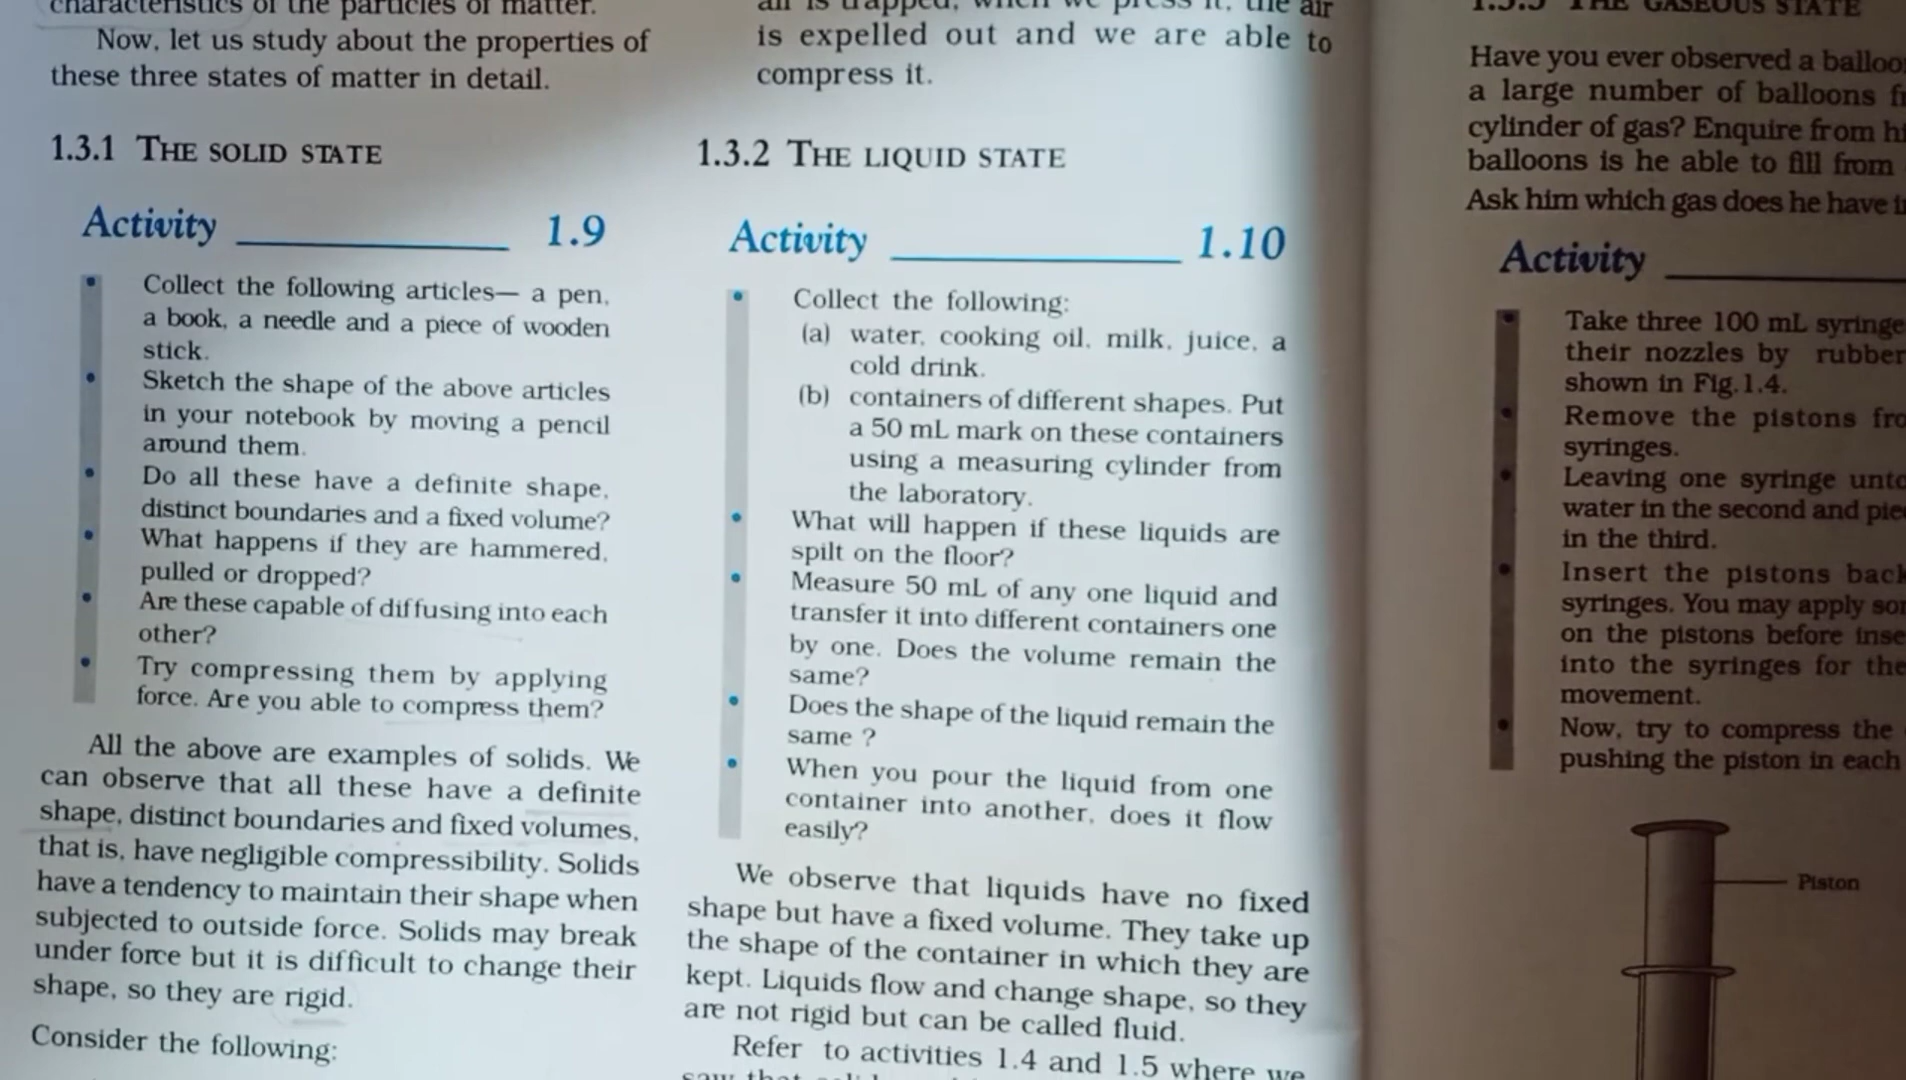 characteristics of the particles of matter.
Now, let us study about the properties of
these three states of matter in detail.
1.3.1 THE SOLID STATE
Activity 1.9
• Collect the following articles— a pen,
a book, a needle and a piece of wooden
stick.
• Sketch the shape of the above articles
in your notebook by moving a pencil
around them.
• Do all these have a definite shape,
distinct boundaries and a fixed volume?
• What happens if they are hammered,
pulled or dropped?
• Are these capable of diffusing into each
other?
• Try compressing them by applying
force. Are you able to compress them?
All the above are examples of solids. We
can observe that all these have a definite
shape, distinct boundaries and fixed volumes,
that is, have negligible compressibility. Solids
have a tendency to maintain their shape when
subjected to outside force. Solids may break
under force but it is difficult to change their
shape, so they are rigid.
Consider the following:
air is trapped, when we press it, the air
is expelled out and we are able to
compress it.
1.3.2 THE LIQUID STATE
Activity 1.10
• Collect the following:
(a) water, cooking oil, milk, juice, a
cold drink.
(b) containers of different shapes. Put
a 50 mL mark on these containers
using a measuring cylinder from
the laboratory.
• What will happen if these liquids are
spilt on the floor?
• Measure 50 mL of any one liquid and
transfer it into different containers one
by one. Does the volume remain the
same?
• Does the shape of the liquid remain the
same ?
• When you pour the liquid from one
container into another, does it flow
easily?
We observe that liquids have no fixed
shape but have a fixed volume. They take up
the shape of the container in which they are
kept. Liquids flow and change shape, so they
are not rigid but can be called fluid.
Refer to activities 1.4 and 1.5 where we
saw that
THE GASEOUS STATE
Have you ever observed a
a large number of balloons
cylinder of gas? Enquire from
balloons is he able to fill from
Ask him which gas does he have
Activity
• Take three 100 mL
their nozzles by rubber
shown in Fig.1.4.
• Remove the pistons
syringes.
• Leaving one syringe
water in the second and
in the third.
• Insert the pistons
syringes. You may apply
on the pistons before
into the syringes for the
movement.
• Now, try to compress the
pushing the piston in each
Piston